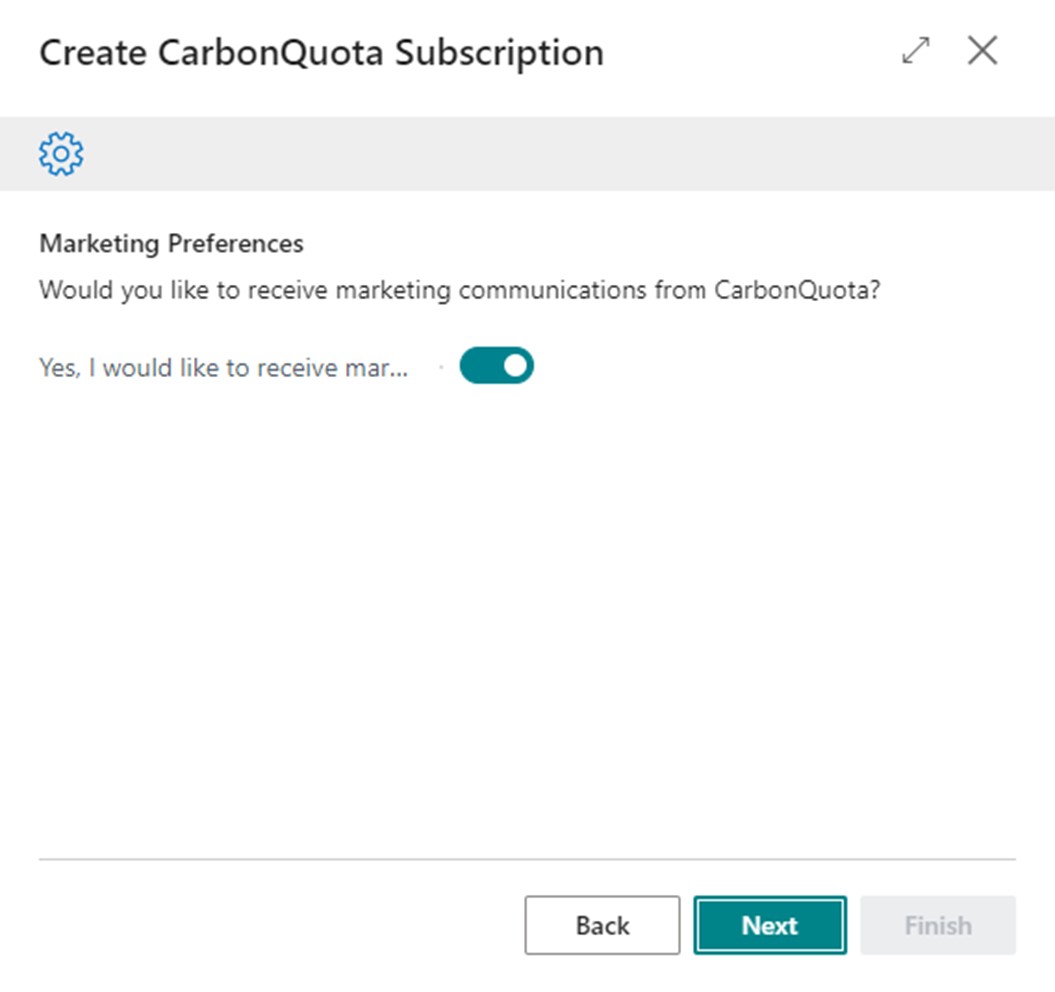 Create CarbonQuota Subscription
Marketing Preferences
Would you like to receive marketing communications from CarbonQuota?
Yes, I would like to receive mar...
Back
Next
Finish